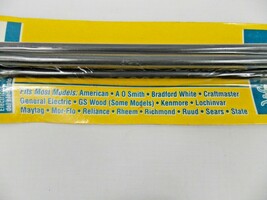 Fits Most Models: American • A O Smith • Bradford White • Craftmaster
General Electric • GS Wood (Some Models) • Kenmore • Lochinvar
Maytag • Mor-Flo • Reliance • Rheem • Richmond • Ruud • Sears • State